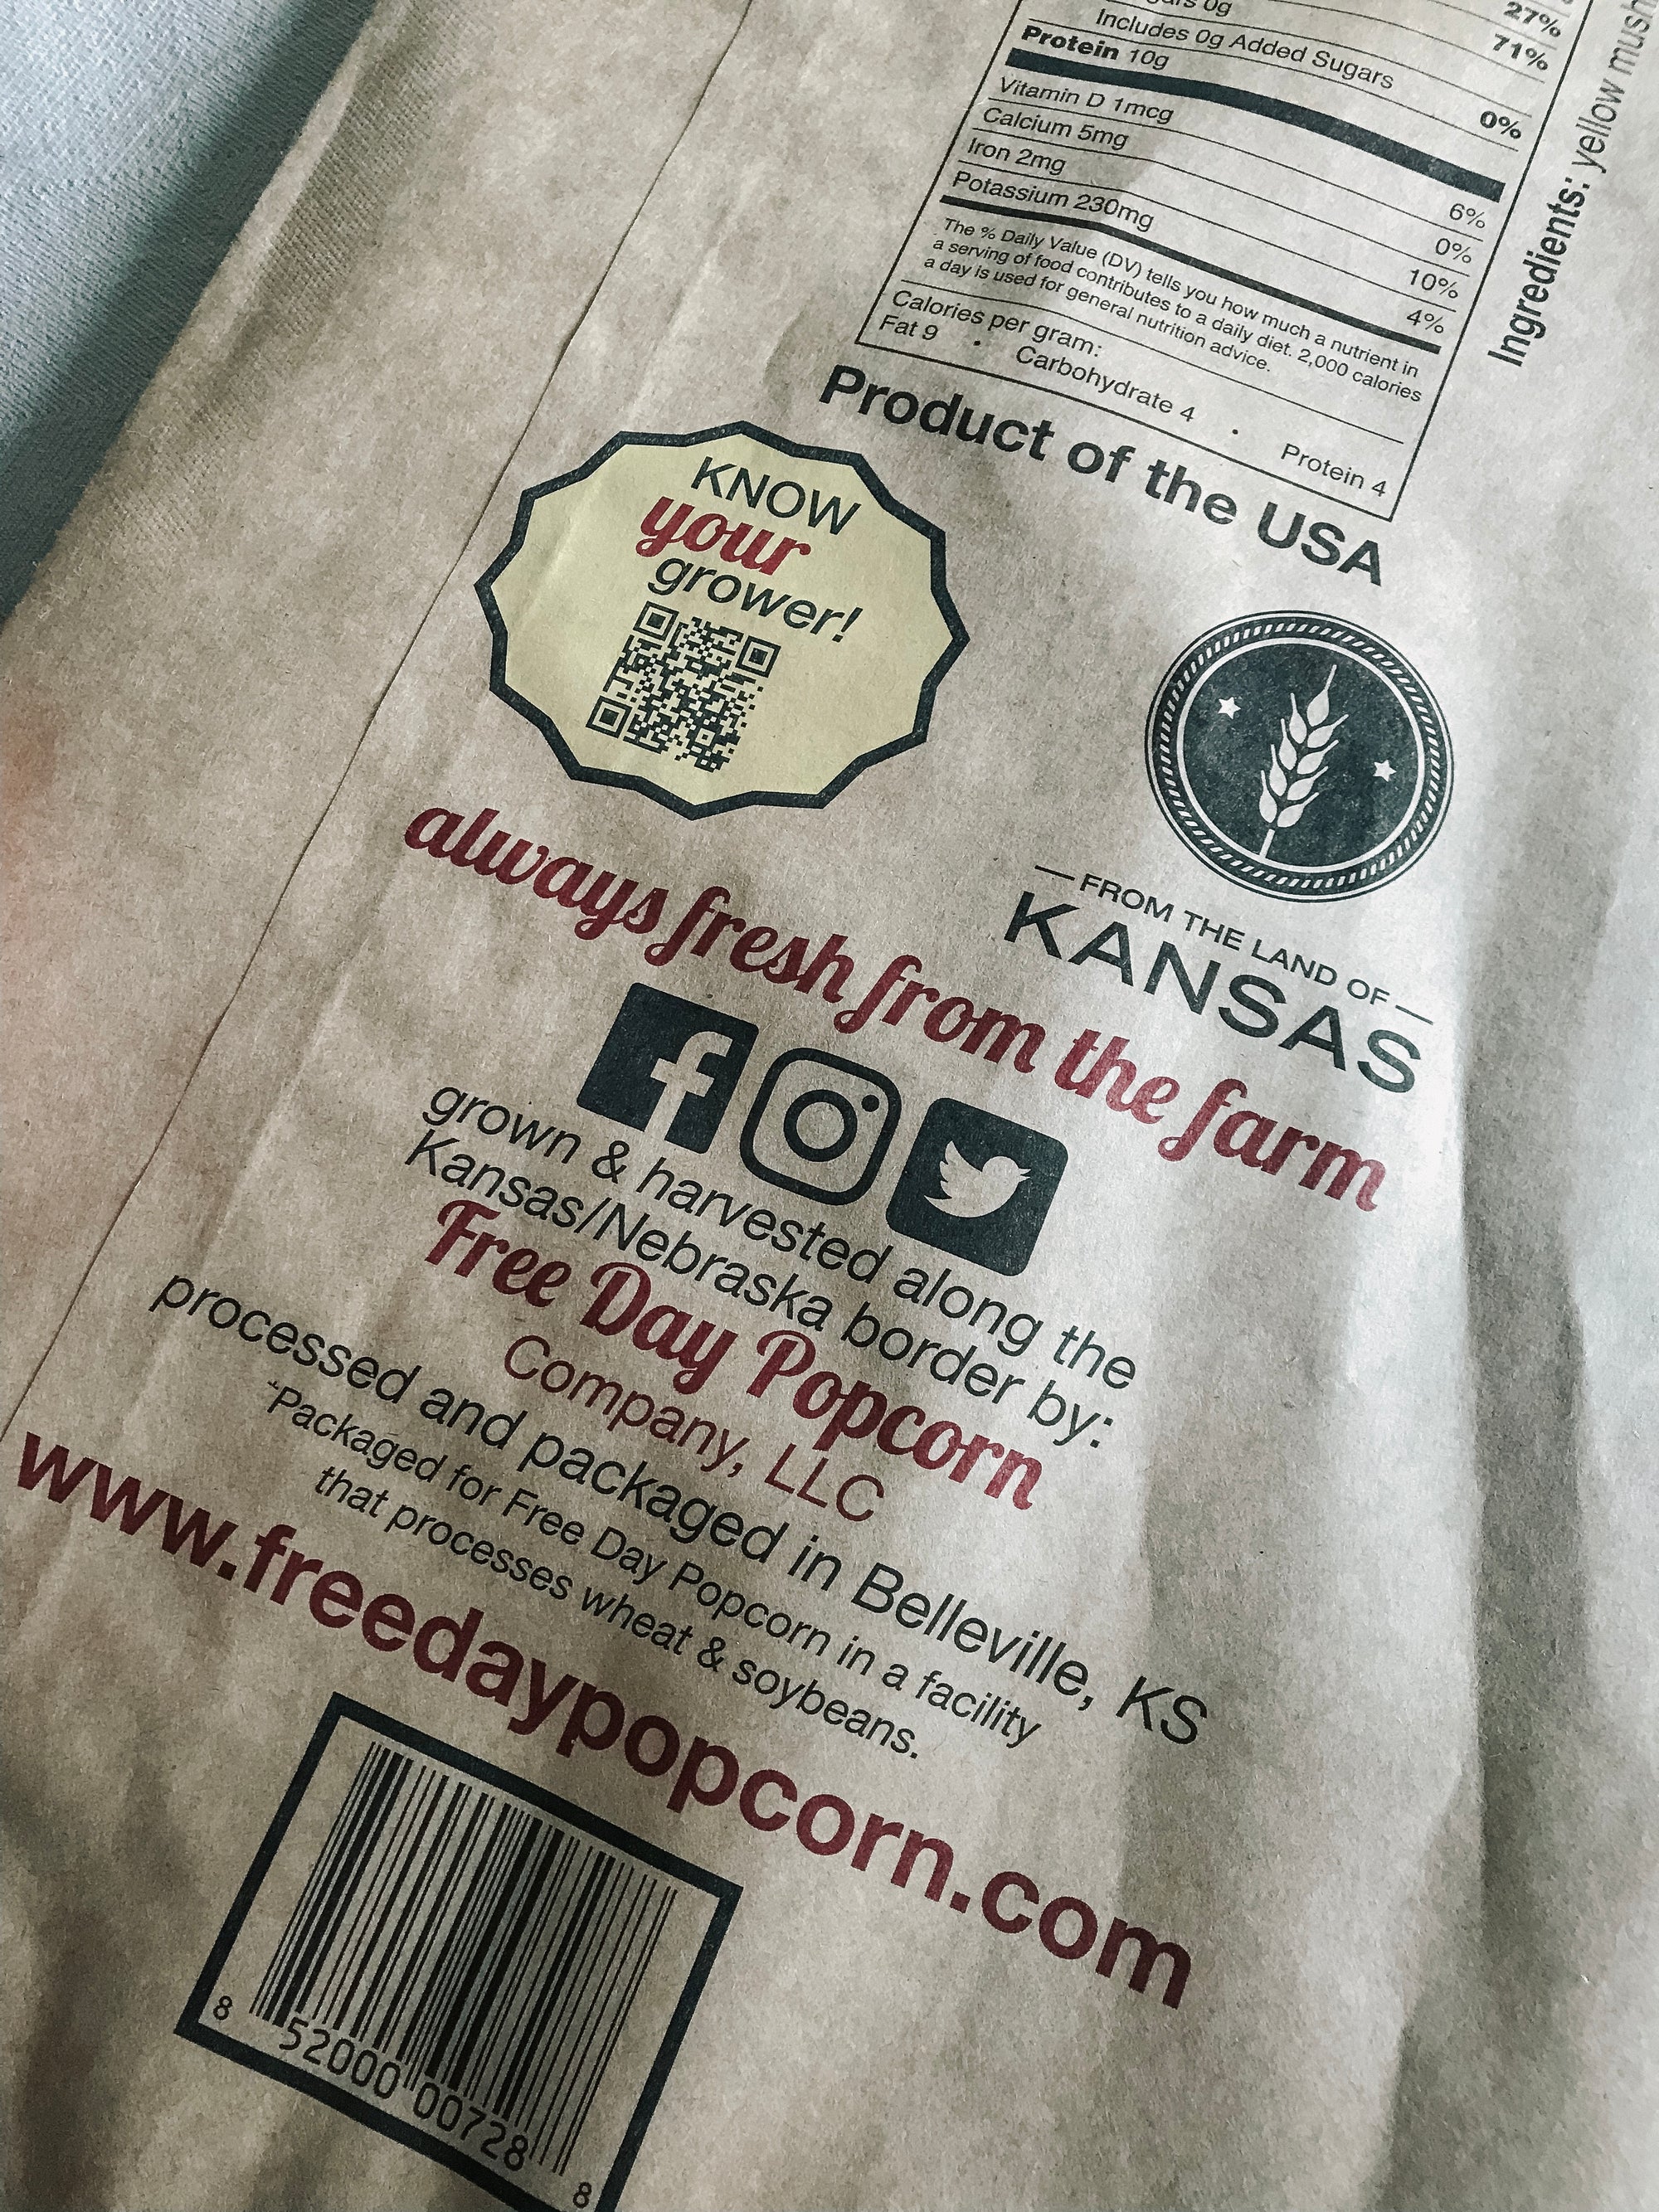 0g
27%
71%
Includes 0g Added Sugars
0%
Protein 10g
Vitamin D 1mcg 6%
Calcium 5mg 0%
Iron 2mg 10%
Potassium 230mg 4%
The % Daily Value (DV) tells you how much a nutrient in
a serving of food contributes to a daily diet. 2,000 calories
a day is used for general nutrition advice.
Calories per gram:
Fat 9 • Carbohydrate 4 • Protein 4
Ingredients: yellow
Product of the USA
KNOW
your
grower!
FROM THE LAND OF
KANSAS
always fresh from the farm
grown & harvested along the
Kansas/Nebraska border by:
Free Day Popcorn
Company, LLC
processed and packaged in Belleville, KS
*Packaged for Free Day Popcorn in a facility
that processes wheat & soybeans.
www.freedaypopcorn.com
8 52000 00728 8